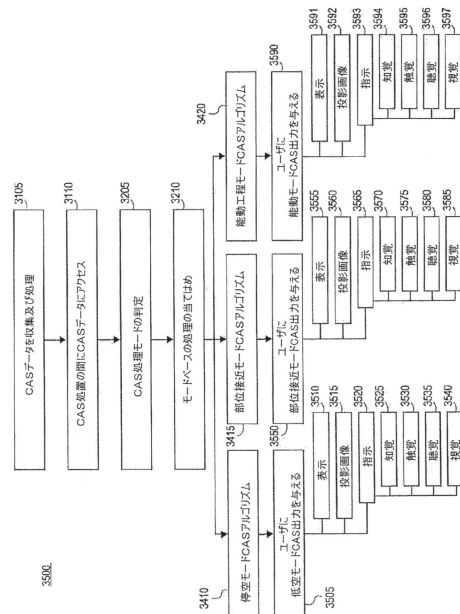 3500
CASデータを収集及び処理
3105
CAS処置の間にCASデータにアクセス
3110
CAS処理モードの判定
3205
モードベースの処理の当てはめ
3210
停空モードCASアルゴリズム
3410
部位接近モードCASアルゴリズム
3415
能動工程モードCASアルゴリズム
3420
ユーザに
低空モードCAS出力を与える
3505
ユーザに
部位接近モードCAS出力を与える
3550
ユーザに
能動モードCAS出力を与える
3590
表示
3510
投影画像
3515
指示
3520
知覚
3525
触覚
3530
聴覚
3535
視覚
3540
表示
3555
投影画像
3560
指示
3565
知覚
3570
触覚
3575
聴覚
3580
視覚
3585
表示
3591
投影画像
3592
指示
3593
知覚
3594
触覚
3595
聴覚
3596
視覚
3597